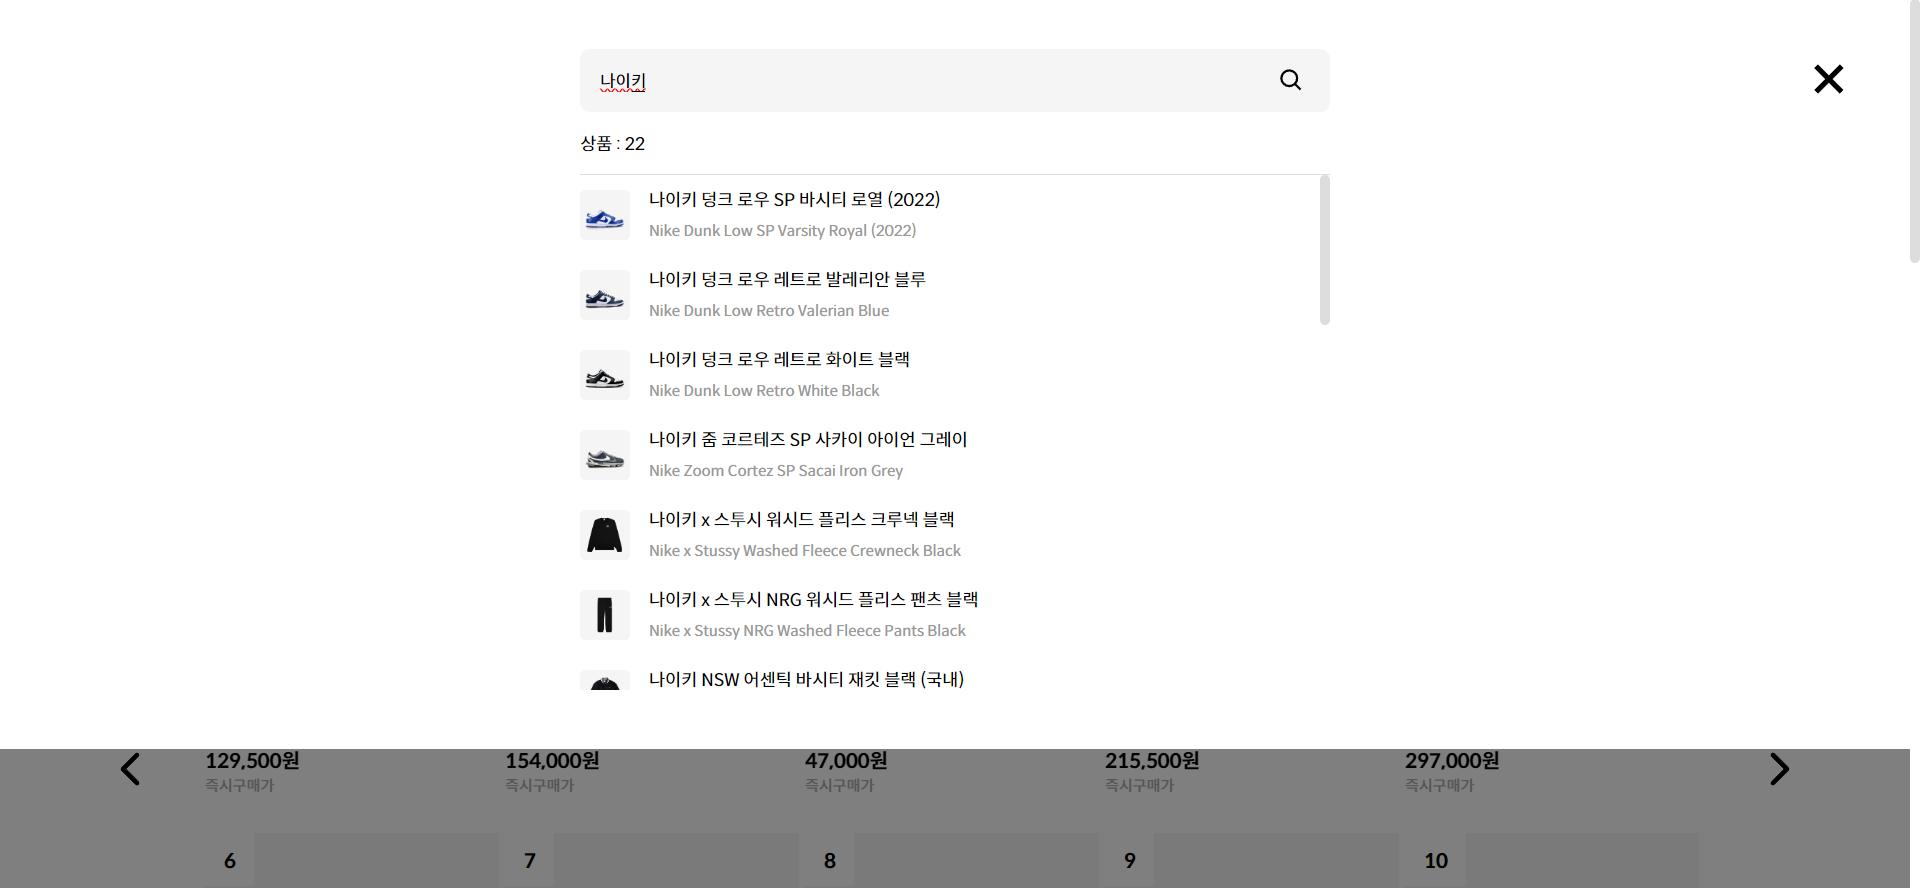 나이키
상품 : 22
나이키 덩크 로우 SP 바시티 로열 (2022)
Nike Dunk Low SP Varsity Royal (2022)
나이키 덩크 로우 레트로 발레리안 블루
Nike Dunk Low Retro Valerian Blue
나이키 덩크 로우 레트로 화이트 블랙
Nike Dunk Low Retro White Black
나이키 줌 코르테즈 SP 사카이 아이언 그레이
Nike Zoom Cortez SP Sacai Iron Grey
나이키 x 스투시 워시드 플리스 크루넥 블랙
Nike x Stussy Washed Fleece Crewneck Black
나이키 x 스투시 NRG 워시드 플리스 팬츠 블랙
Nike x Stussy NRG Washed Fleece Pants Black
나이키 NSW 어센틱 바시티 재킷 블랙 (국내)
129,500원 154,000원 47,000원 215,500원 297,000원
즉시구매가 즉시구매가 즉시구매가 즉시구매가 즉시구매가
6 7 8 9 10